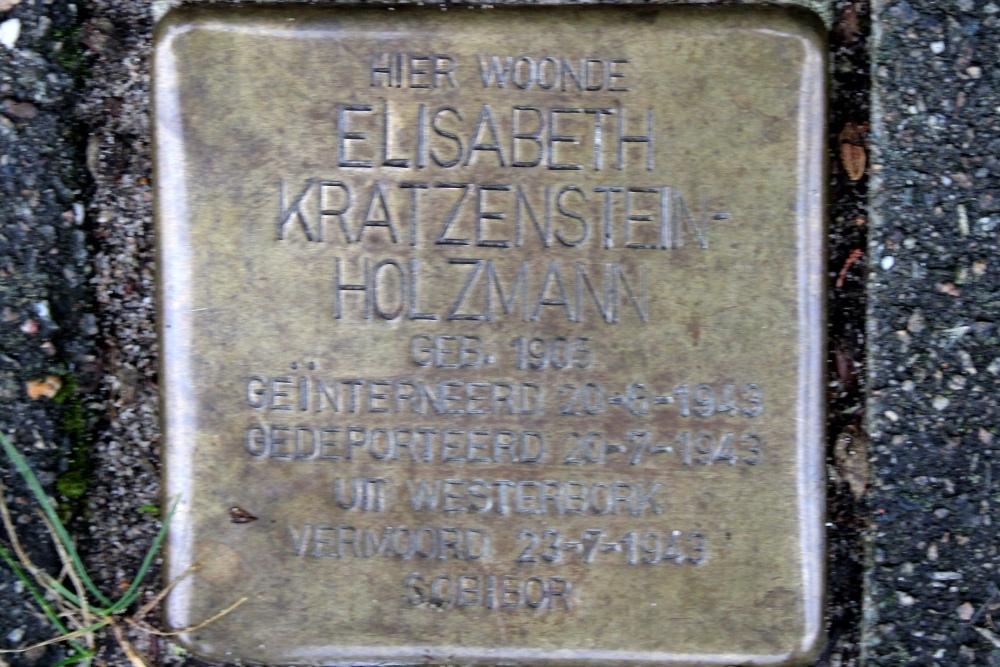 HIER WOONDE
ELISABETH
KRATZENSTEIN-
HOLZMANN
GEB. 1905
GEÏNTERNEERD 20-6-1943
GEDEPORTEERD 20-7-1943
UIT WESTERBORK
VERMOORD 23-7-1943
SOBIBOR